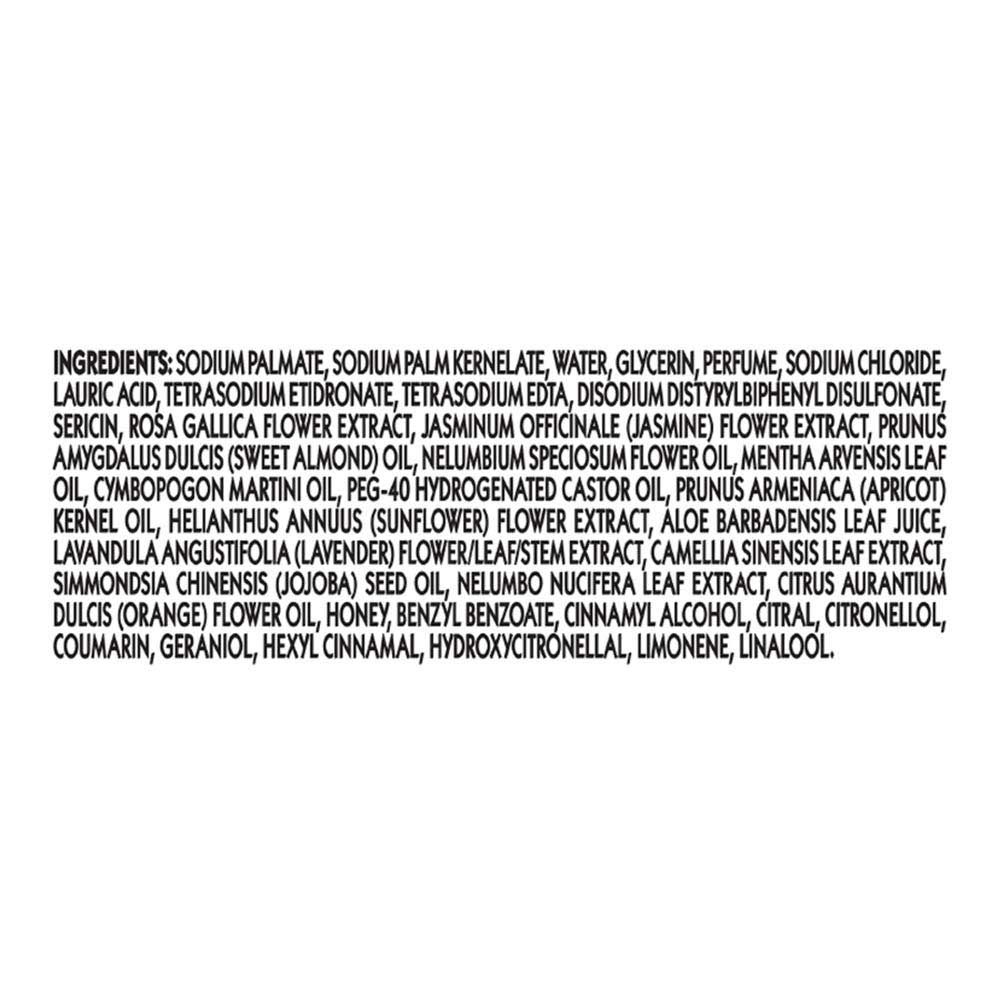 INGREDIENTS: SODIUM PALMATE, SODIUM PALM KERNELATE, WATER, GLYCERIN, PERFUME, SODIUM CHLORIDE,
LAURIC ACID, TETRASODIUM ETIDRONATE, TETRASODIUM EDTA, DISODIUM DISTYRYLBIPHENYL DISULFONATE,
SERICIN, ROSA GALLICA FLOWER EXTRACT, JASMINUM OFFICINALE (JASMINE) FLOWER EXTRACT, PRUNUS
AMYGDALUS DULCIS (SWEET ALMOND) OIL, NELUMBIUM SPECIOSUM FLOWER OIL, MENTHA ARVENSIS LEAF
OIL, CYMBOPOGON MARTINI OIL, PEG-40 HYDROGENATED CASTOR OIL, PRUNUS ARMENIACA (APRICOT)
KERNEL OIL, HELIANTHUS ANNUUS (SUNFLOWER) FLOWER EXTRACT, ALOE BARBADENSIS LEAF JUICE,
LAVANDULA ANGUSTIFOLIA (LAVENDER) FLOWER/LEAF/STEM EXTRACT, CAMELLIA SINENSIS LEAF EXTRACT,
SIMMONDSIA CHINENSIS (JOJOBA) SEED OIL, NELUMBO NUCIFERA LEAF EXTRACT, CITRUS AURANTIUM
DULCIS (ORANGE) FLOWER OIL, HONEY, BENZYL BENZOATE, CINNAMYL ALCOHOL, CITRAL, CITRONELLOL,
COUMARIN, GERANIOL, HEXYL CINNAMAL, HYDROXYCITRONELLAL, LIMONENE, LINALOOL.